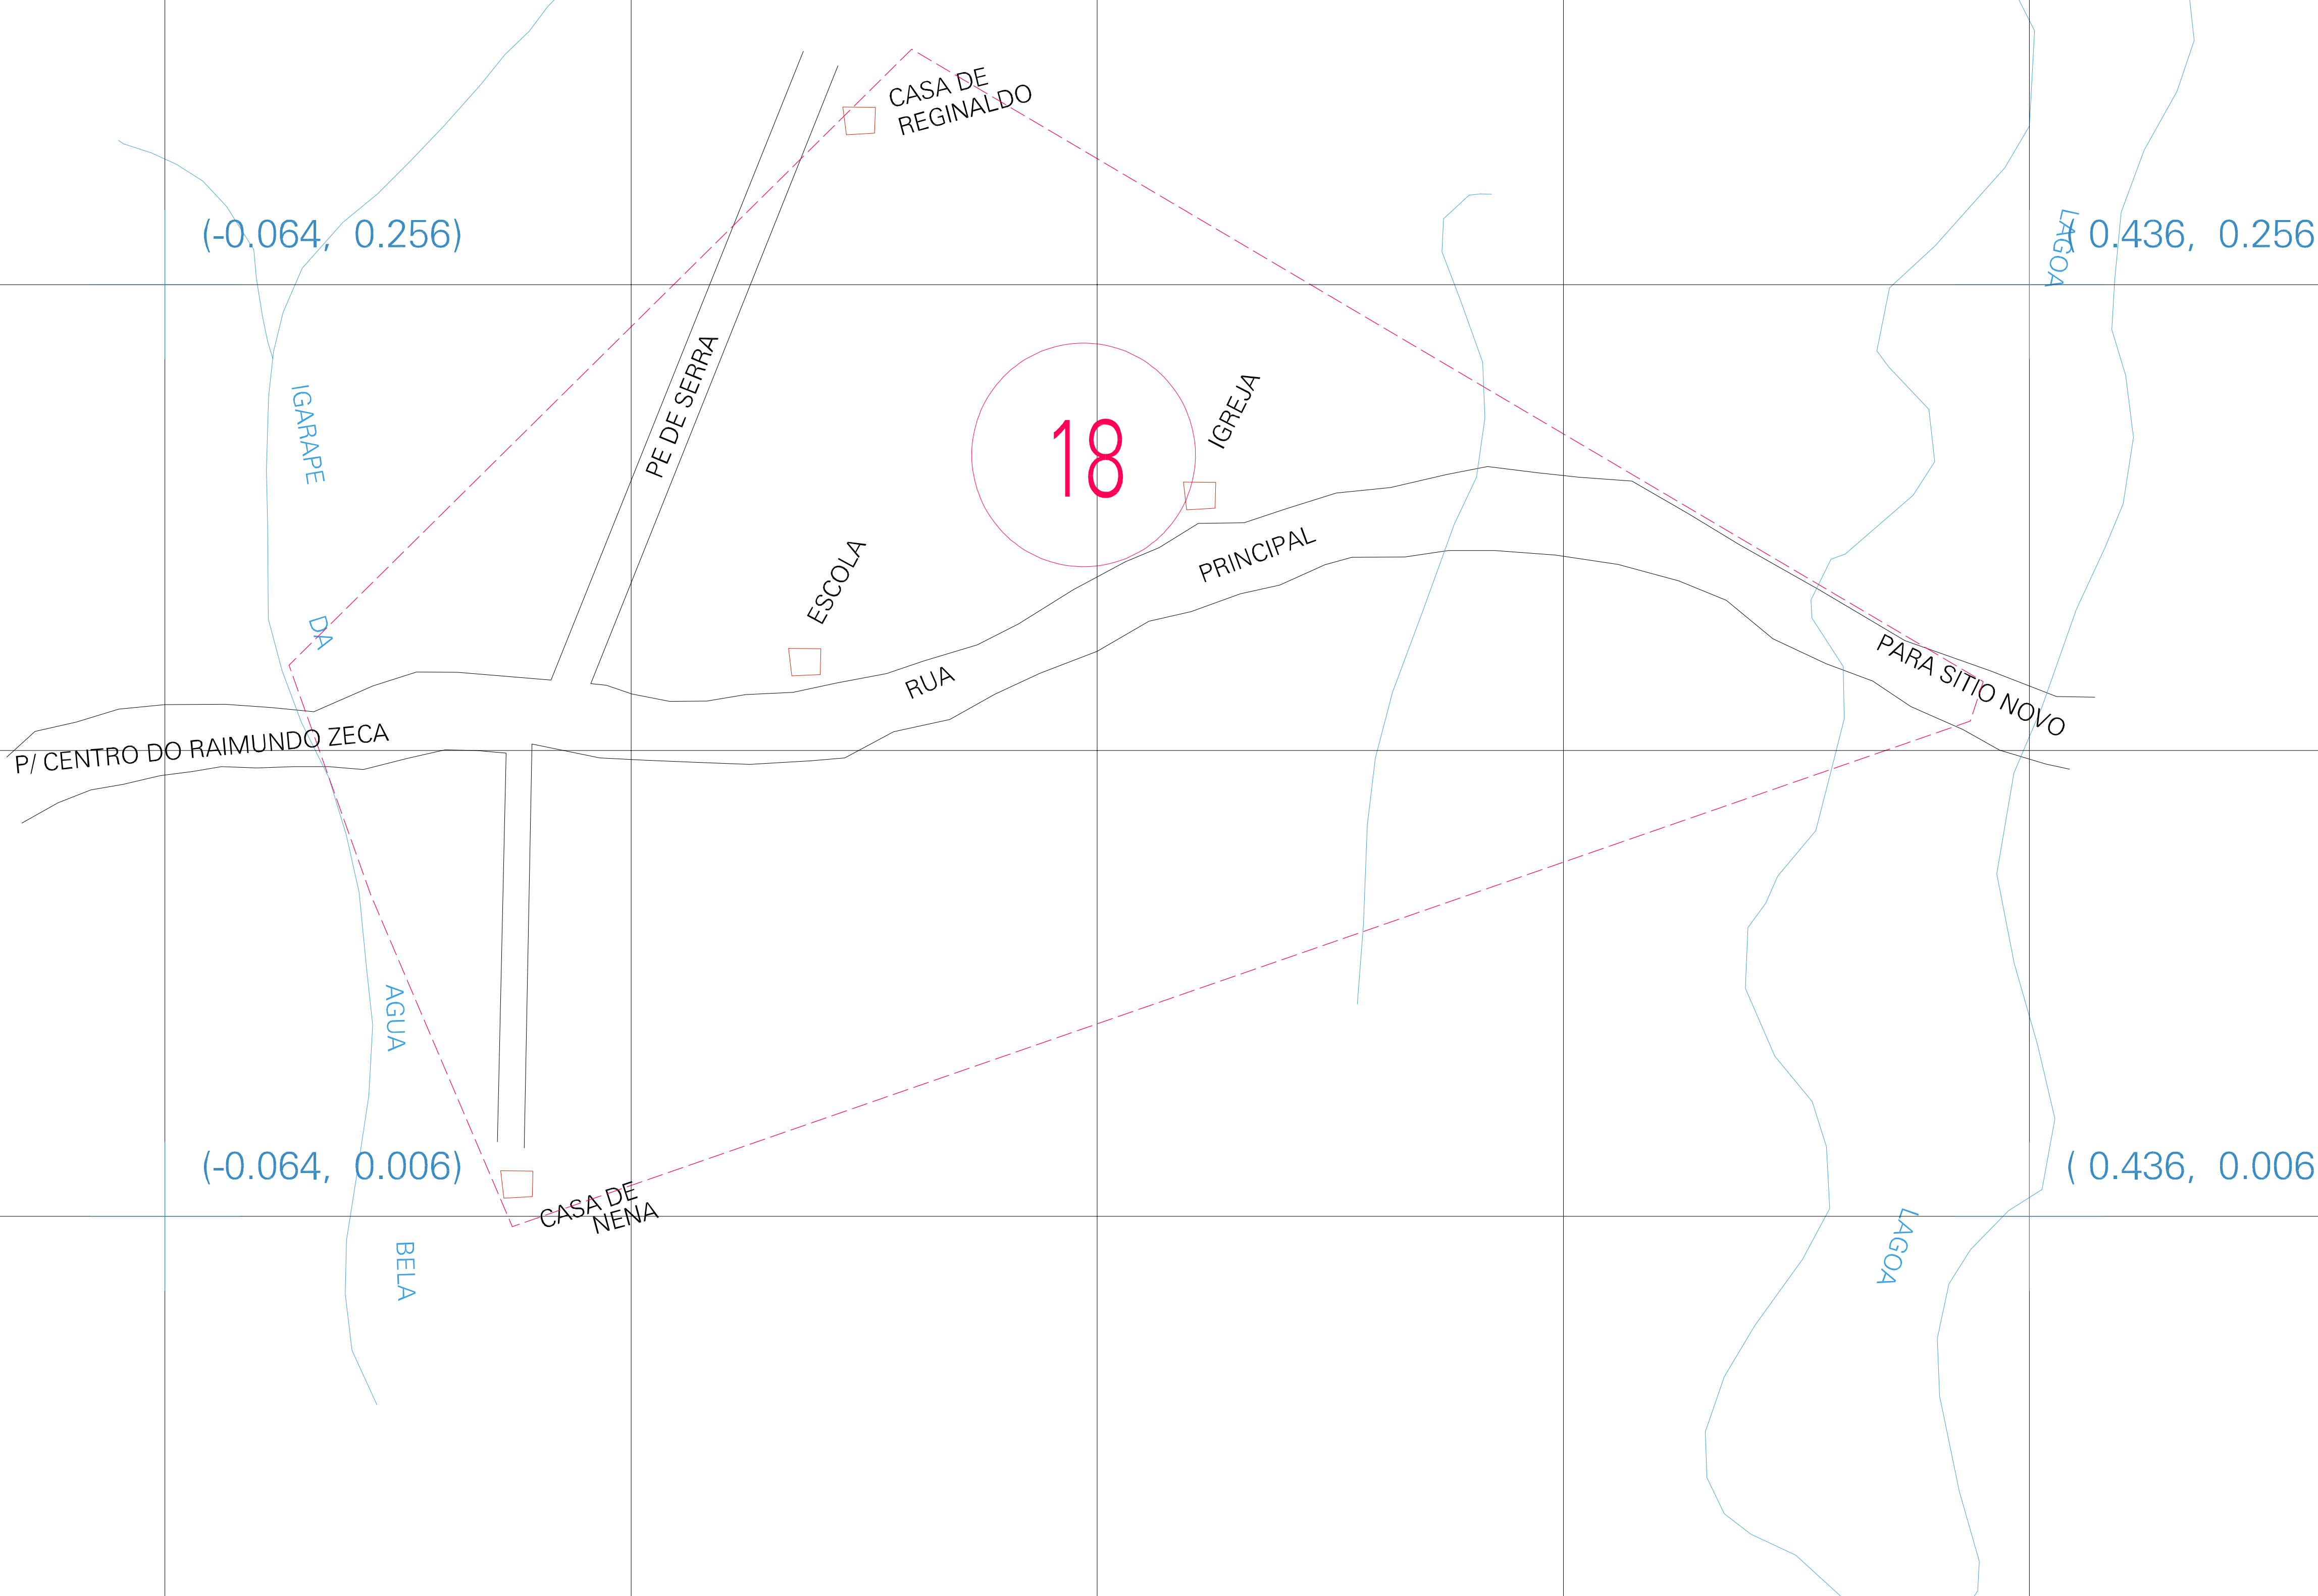 CASA DE
REGINALDO
(-0.064, 0.256)
LAGOA
( 0.436, 0.256
PE DE SERRA
IGREJA
IGARAPE
18
ESCOLA
PRINCIPAL
DA
RUA
PARA SITIO NOVO
P/ CENTRO DO RAIMUNDO ZECA
AGUA
(-0.064, 0.006)
( 0.436, 0.006
CASA DE
NENA
LAGOA
BELA